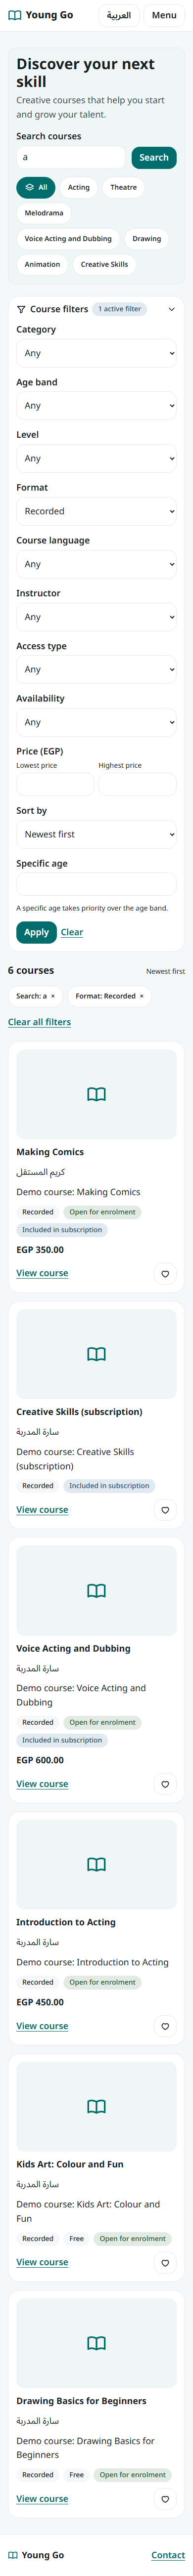 Young Go
العربية
Menu
Discover your next
skill
Creative courses that help you start
and grow your talent.
Search courses
a
Search
All
Acting
Theatre
Melodrama
Voice Acting and Dubbing
Drawing
Animation
Creative Skills
Course filters
1 active filter
Category
Any
Age band
Any
Level
Any
Format
Recorded
Course language
Any
Instructor
Any
Access type
Any
Availability
Any
Price (EGP)
Lowest price
Highest price
Sort by
Newest first
Specific age
A specific age takes priority over the age band.
Apply
Clear
6 courses
Newest first
Search: a ×
Format: Recorded ×
Clear all filters
Making Comics
كريم المستقل
Demo course: Making Comics
Recorded
Open for enrolment
Included in subscription
EGP 350.00
View course
Creative Skills (subscription)
سارة المدربة
Demo course: Creative Skills
(subscription)
Recorded
Included in subscription
View course
Voice Acting and Dubbing
سارة المدربة
Demo course: Voice Acting and
Dubbing
Recorded
Open for enrolment
Included in subscription
EGP 600.00
View course
Introduction to Acting
سارة المدربة
Demo course: Introduction to Acting
Recorded
Open for enrolment
EGP 450.00
View course
Kids Art: Colour and Fun
سارة المدربة
Demo course: Kids Art: Colour and
Fun
Recorded
Free
Open for enrolment
View course
Drawing Basics for Beginners
سارة المدربة
Demo course: Drawing Basics for
Beginners
Recorded
Free
Open for enrolment
View course
Young Go
Contact